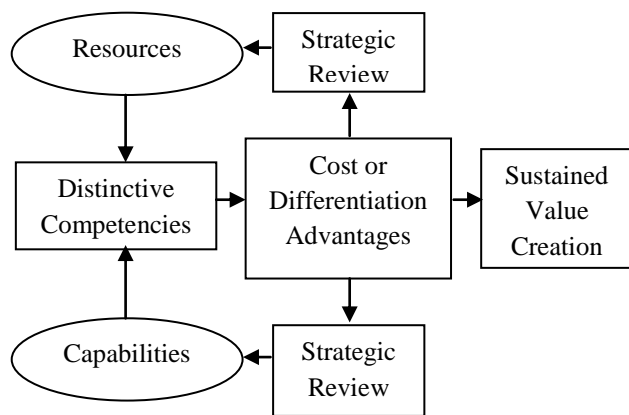 Resources
Strategic
Review
Distinctive
Competencies
Cost or
Differentiation
Advantages
Sustained
Value
Creation
Capabilities
Strategic
Review